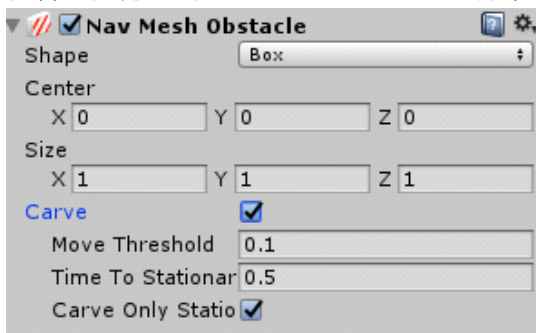 Nav Mesh Obstacle
Shape Box
Center
X 0 Y 0 Z 0
Size
X 1 Y 1 Z 1
Carve
Move Threshold 0.1
Time To Stationar 0.5
Carve Only Statio